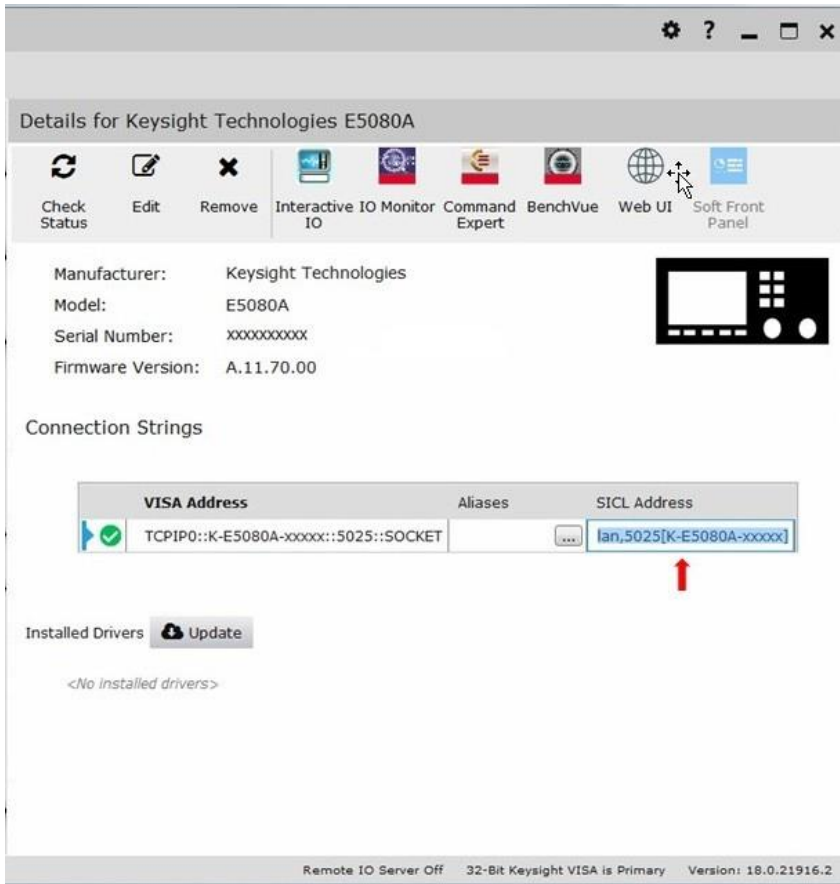 Details for Keysight Technologies E5080A
Check Status
Edit
Remove
Interactive IO
IO Monitor
Command Expert
BenchVue
Web UI
Soft Front Panel
Manufacturer: Keysight Technologies
Model: E5080A
Serial Number: xxxxxxxxxx
Firmware Version: A.11.70.00
Connection Strings
VISA Address Aliases SICL Address
TCPIP0::K-E5080A-xxxxx::5025::SOCKET ... lan,5025[K-E5080A-xxxxx]
Installed Drivers Update
<No installed drivers>
Remote IO Server Off 32-Bit Keysight VISA is Primary Version: 18.0.21916.2